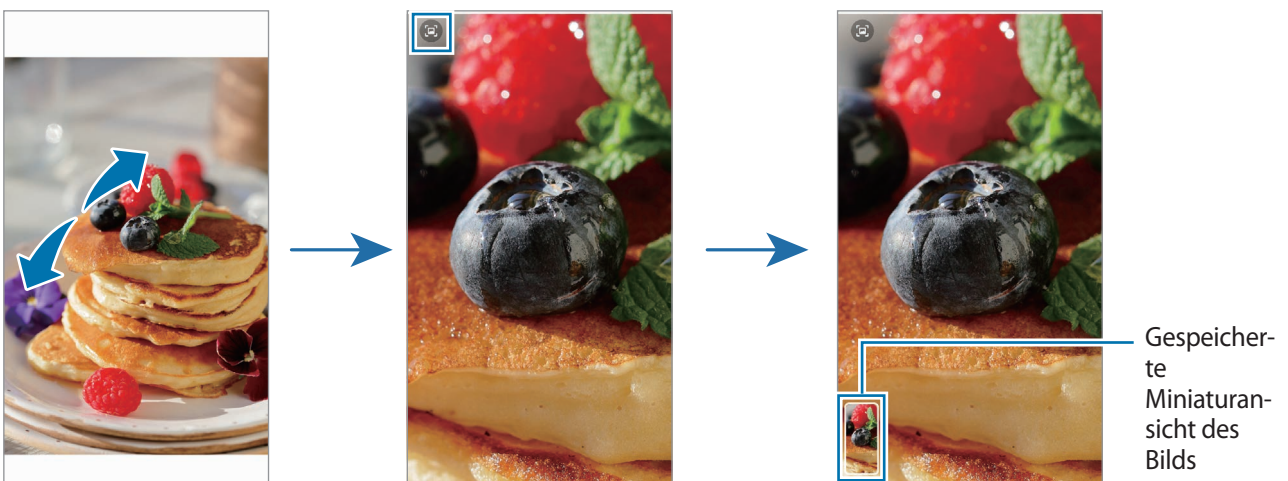 Gespeicher-
te
Miniaturan-
sicht des
Bilds